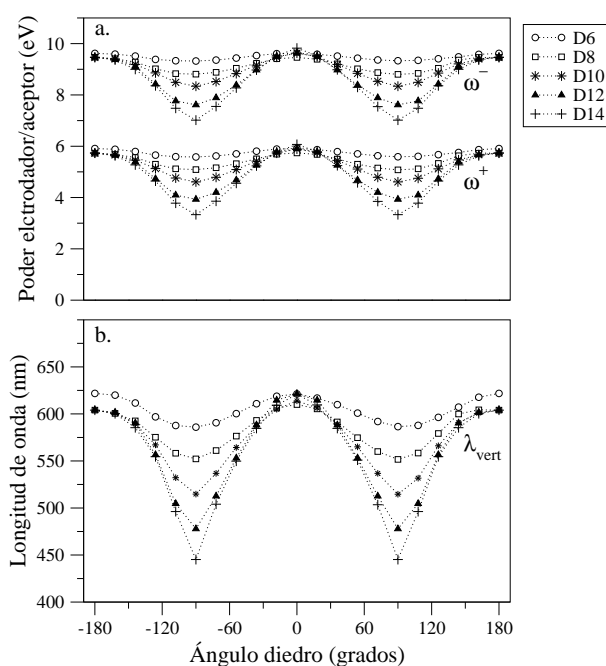 a.
10
8
6
4
2
0
Poder elctrodador/aceptor (eV)
ω⁻
ω⁺
D6
D8
D10
D12
D14
b.
650
600
550
500
450
400
Longitud de onda (nm)
λvert
-180 -120 -60 0 60 120 180
Ángulo diedro (grados)